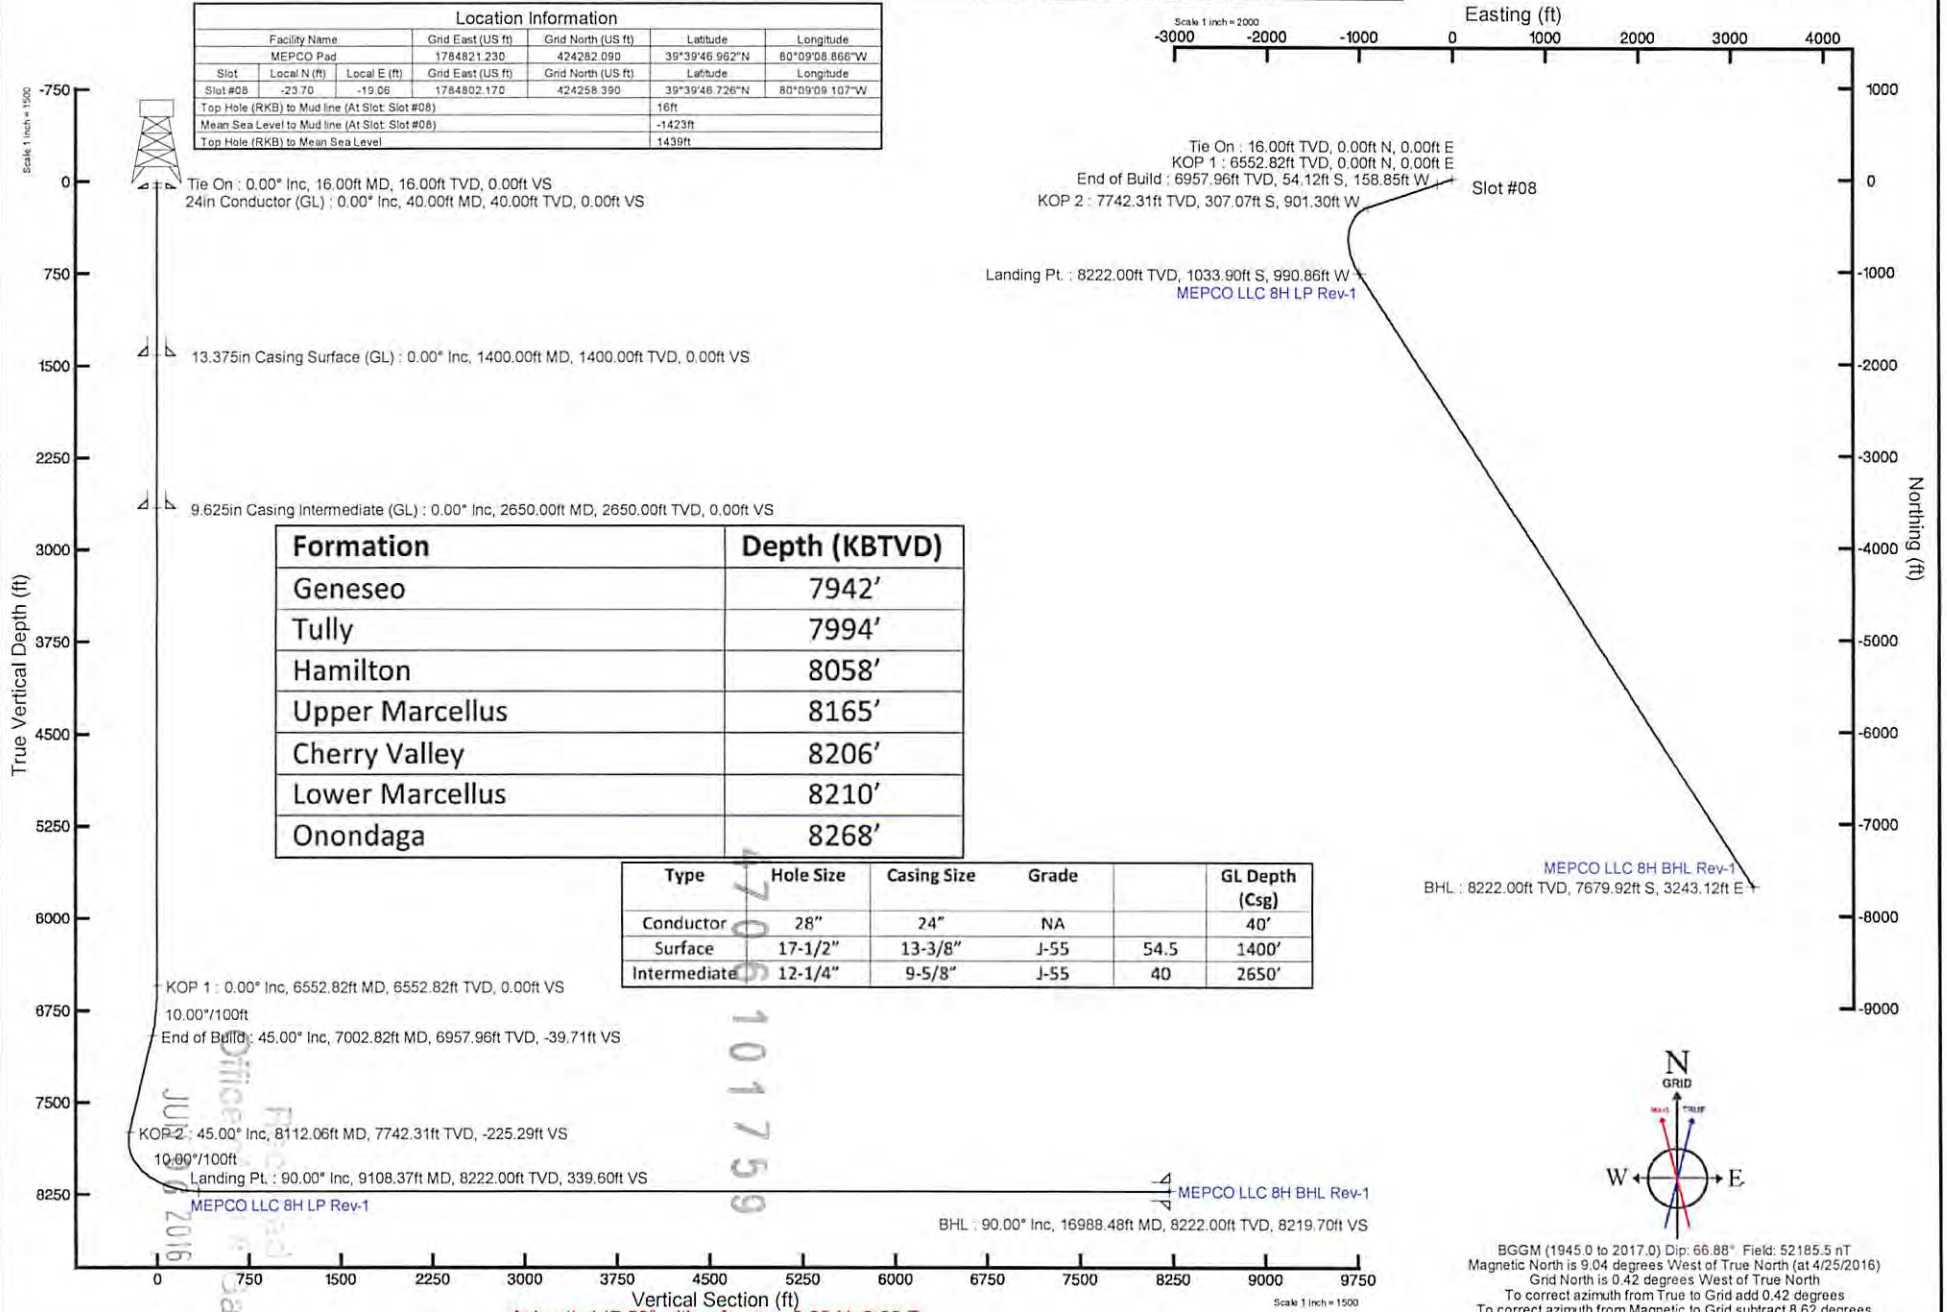 Location Information
Facility Name Grid East (US ft) Grid North (US ft) Latitude Longitude
MEPCO Pad 1784821.230 424282.090 39°39'46.962"N 80°09'08.866"W
Slot Local N (ft) Local E (ft) Grid East (US ft) Grid North (US ft) Latitude Longitude
Slot #08 -23.70 -19.06 1784802.170 424258.390 39°39'46.726"N 80°09'09.107"W
Top Hole (RKB) to Mud line (At Slot: Slot #08) 16ft
Mean Sea Level to Mud line (At Slot: Slot #08) -1423ft
Top Hole (RKB) to Mean Sea Level 1439ft
Scale 1 inch = 1500
True Vertical Depth (ft)
-750
0
750
1500
2250
3000
3750
4500
5250
6000
6750
7500
8250
Tie On : 0.00° Inc, 16.00ft MD, 16.00ft TVD, 0.00ft VS
24in Conductor (GL) : 0.00° Inc, 40.00ft MD, 40.00ft TVD, 0.00ft VS
13.375in Casing Surface (GL) : 0.00° Inc, 1400.00ft MD, 1400.00ft TVD, 0.00ft VS
9.625in Casing Intermediate (GL) : 0.00° Inc, 2650.00ft MD, 2650.00ft TVD, 0.00ft VS
Formation Depth (KBTVD)
Geneseo 7942'
Tully 7994'
Hamilton 8058'
Upper Marcellus 8165'
Cherry Valley 8206'
Lower Marcellus 8210'
Onondaga 8268'
Type Hole Size Casing Size Grade GL Depth (Csg)
Conductor 28" 24" NA 40'
Surface 17-1/2" 13-3/8" J-55 54.5 1400'
Intermediate 12-1/4" 9-5/8" J-55 40 2650'
KOP 1 : 0.00° Inc, 6552.82ft MD, 6552.82ft TVD, 0.00ft VS
10.00°/100ft
End of Build : 45.00° Inc, 7002.82ft MD, 6957.96ft TVD, -39.71ft VS
KOP 2 : 45.00° Inc, 8112.06ft MD, 7742.31ft TVD, -225.29ft VS
10.00°/100ft
Landing Pt. : 90.00° Inc, 9108.37ft MD, 8222.00ft TVD, 339.60ft VS
MEPCO LLC 8H LP Rev-1
MEPCO LLC 8H BHL Rev-1
BHL : 90.00° Inc, 16988.48ft MD, 8222.00ft TVD, 8219.70ft VS
0 750 1500 2250 3000 3750 4500 5250 6000 6750 7500 8250 9000 9750
Vertical Section (ft)
Scale 1 inch = 1500
4706101759
Office
JUN 06 2016
Scale 1 inch = 2000
Easting (ft)
-3000 -2000 -1000 0 1000 2000 3000 4000
Tie On : 16.00ft TVD, 0.00ft N, 0.00ft E
KOP 1 : 6552.82ft TVD, 0.00ft N, 0.00ft E
End of Build : 6957.96ft TVD, 54.12ft S, 158.85ft W
Slot #08
KOP 2 : 7742.31ft TVD, 307.07ft S, 901.30ft W
Landing Pt. : 8222.00ft TVD, 1033.90ft S, 990.86ft W
MEPCO LLC 8H LP Rev-1
MEPCO LLC 8H BHL Rev-1
BHL : 8222.00ft TVD, 7679.92ft S, 3243.12ft E
1000
0
-1000
-2000
-3000
-4000
-5000
-6000
-7000
-8000
-9000
Northing (ft)
N
GRID
MAG TRUE
W E
BGGM (1945.0 to 2017.0) Dip: 66.88° Field: 52185.5 nT
Magnetic North is 9.04 degrees West of True North (at 4/25/2016)
Grid North is 0.42 degrees West of True North
To correct azimuth from True to Grid add 0.42 degrees
To correct azimuth from Magnetic to Grid subtract 8.62 degrees